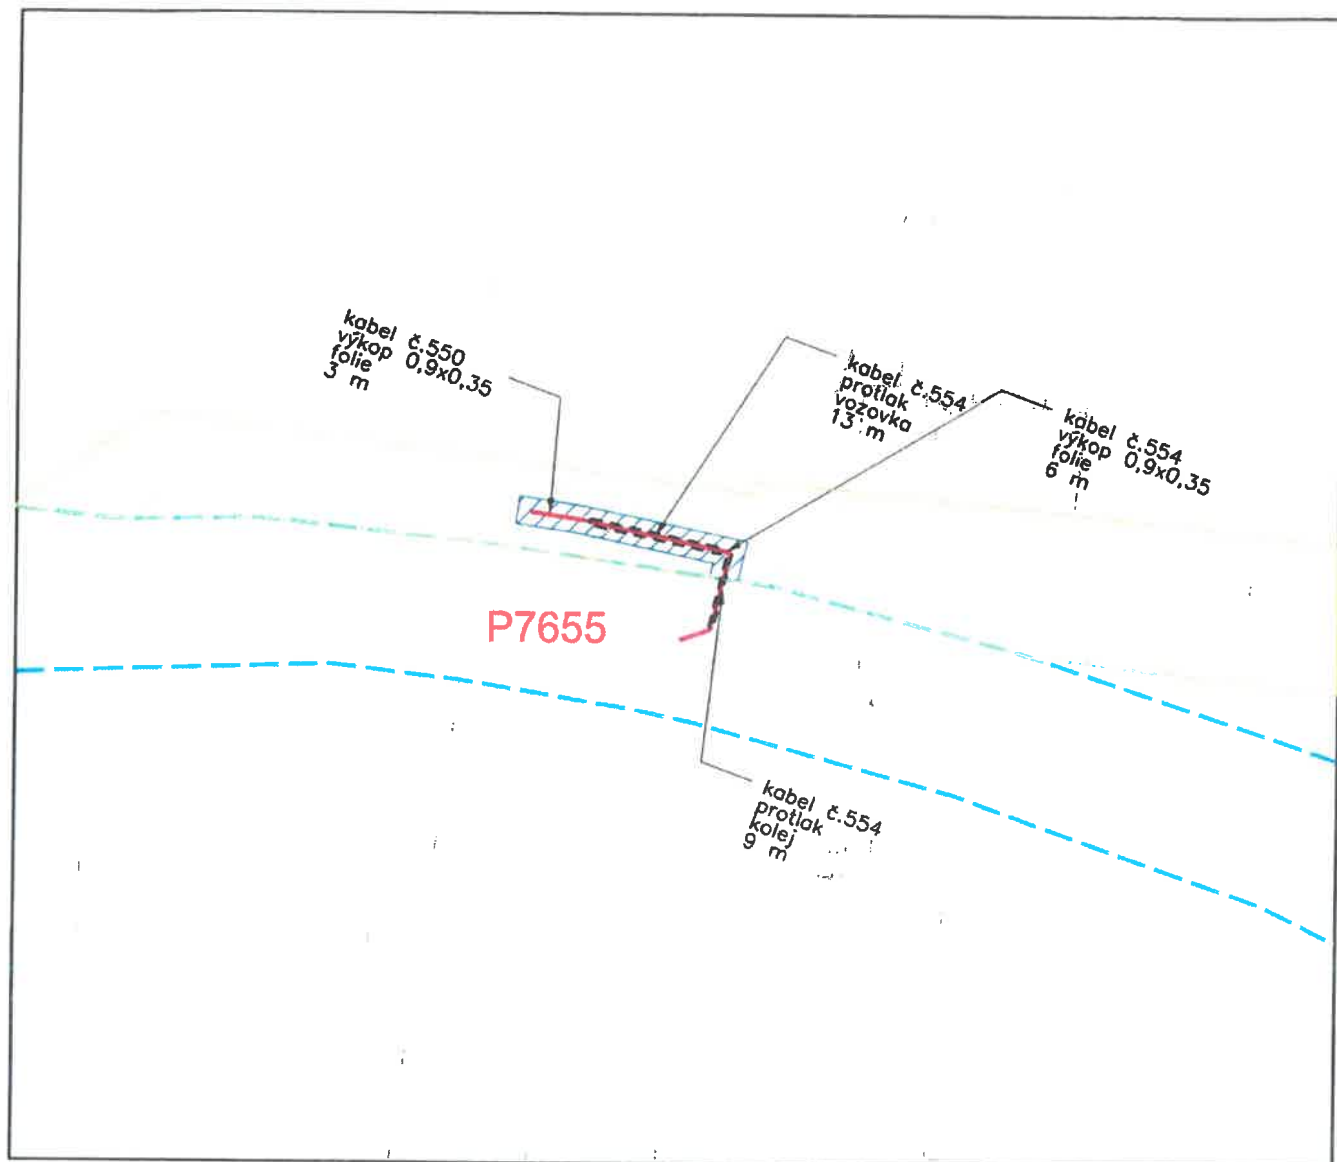 kabel č.550
výkop 0,9x0,35
folie
3 m
kabel č.554
protlak
vozovka
13 m
kabel č.554
výkop 0,9x0,35
folie
6 m
P7655
kabel č.554
protlak
kolej
9 m